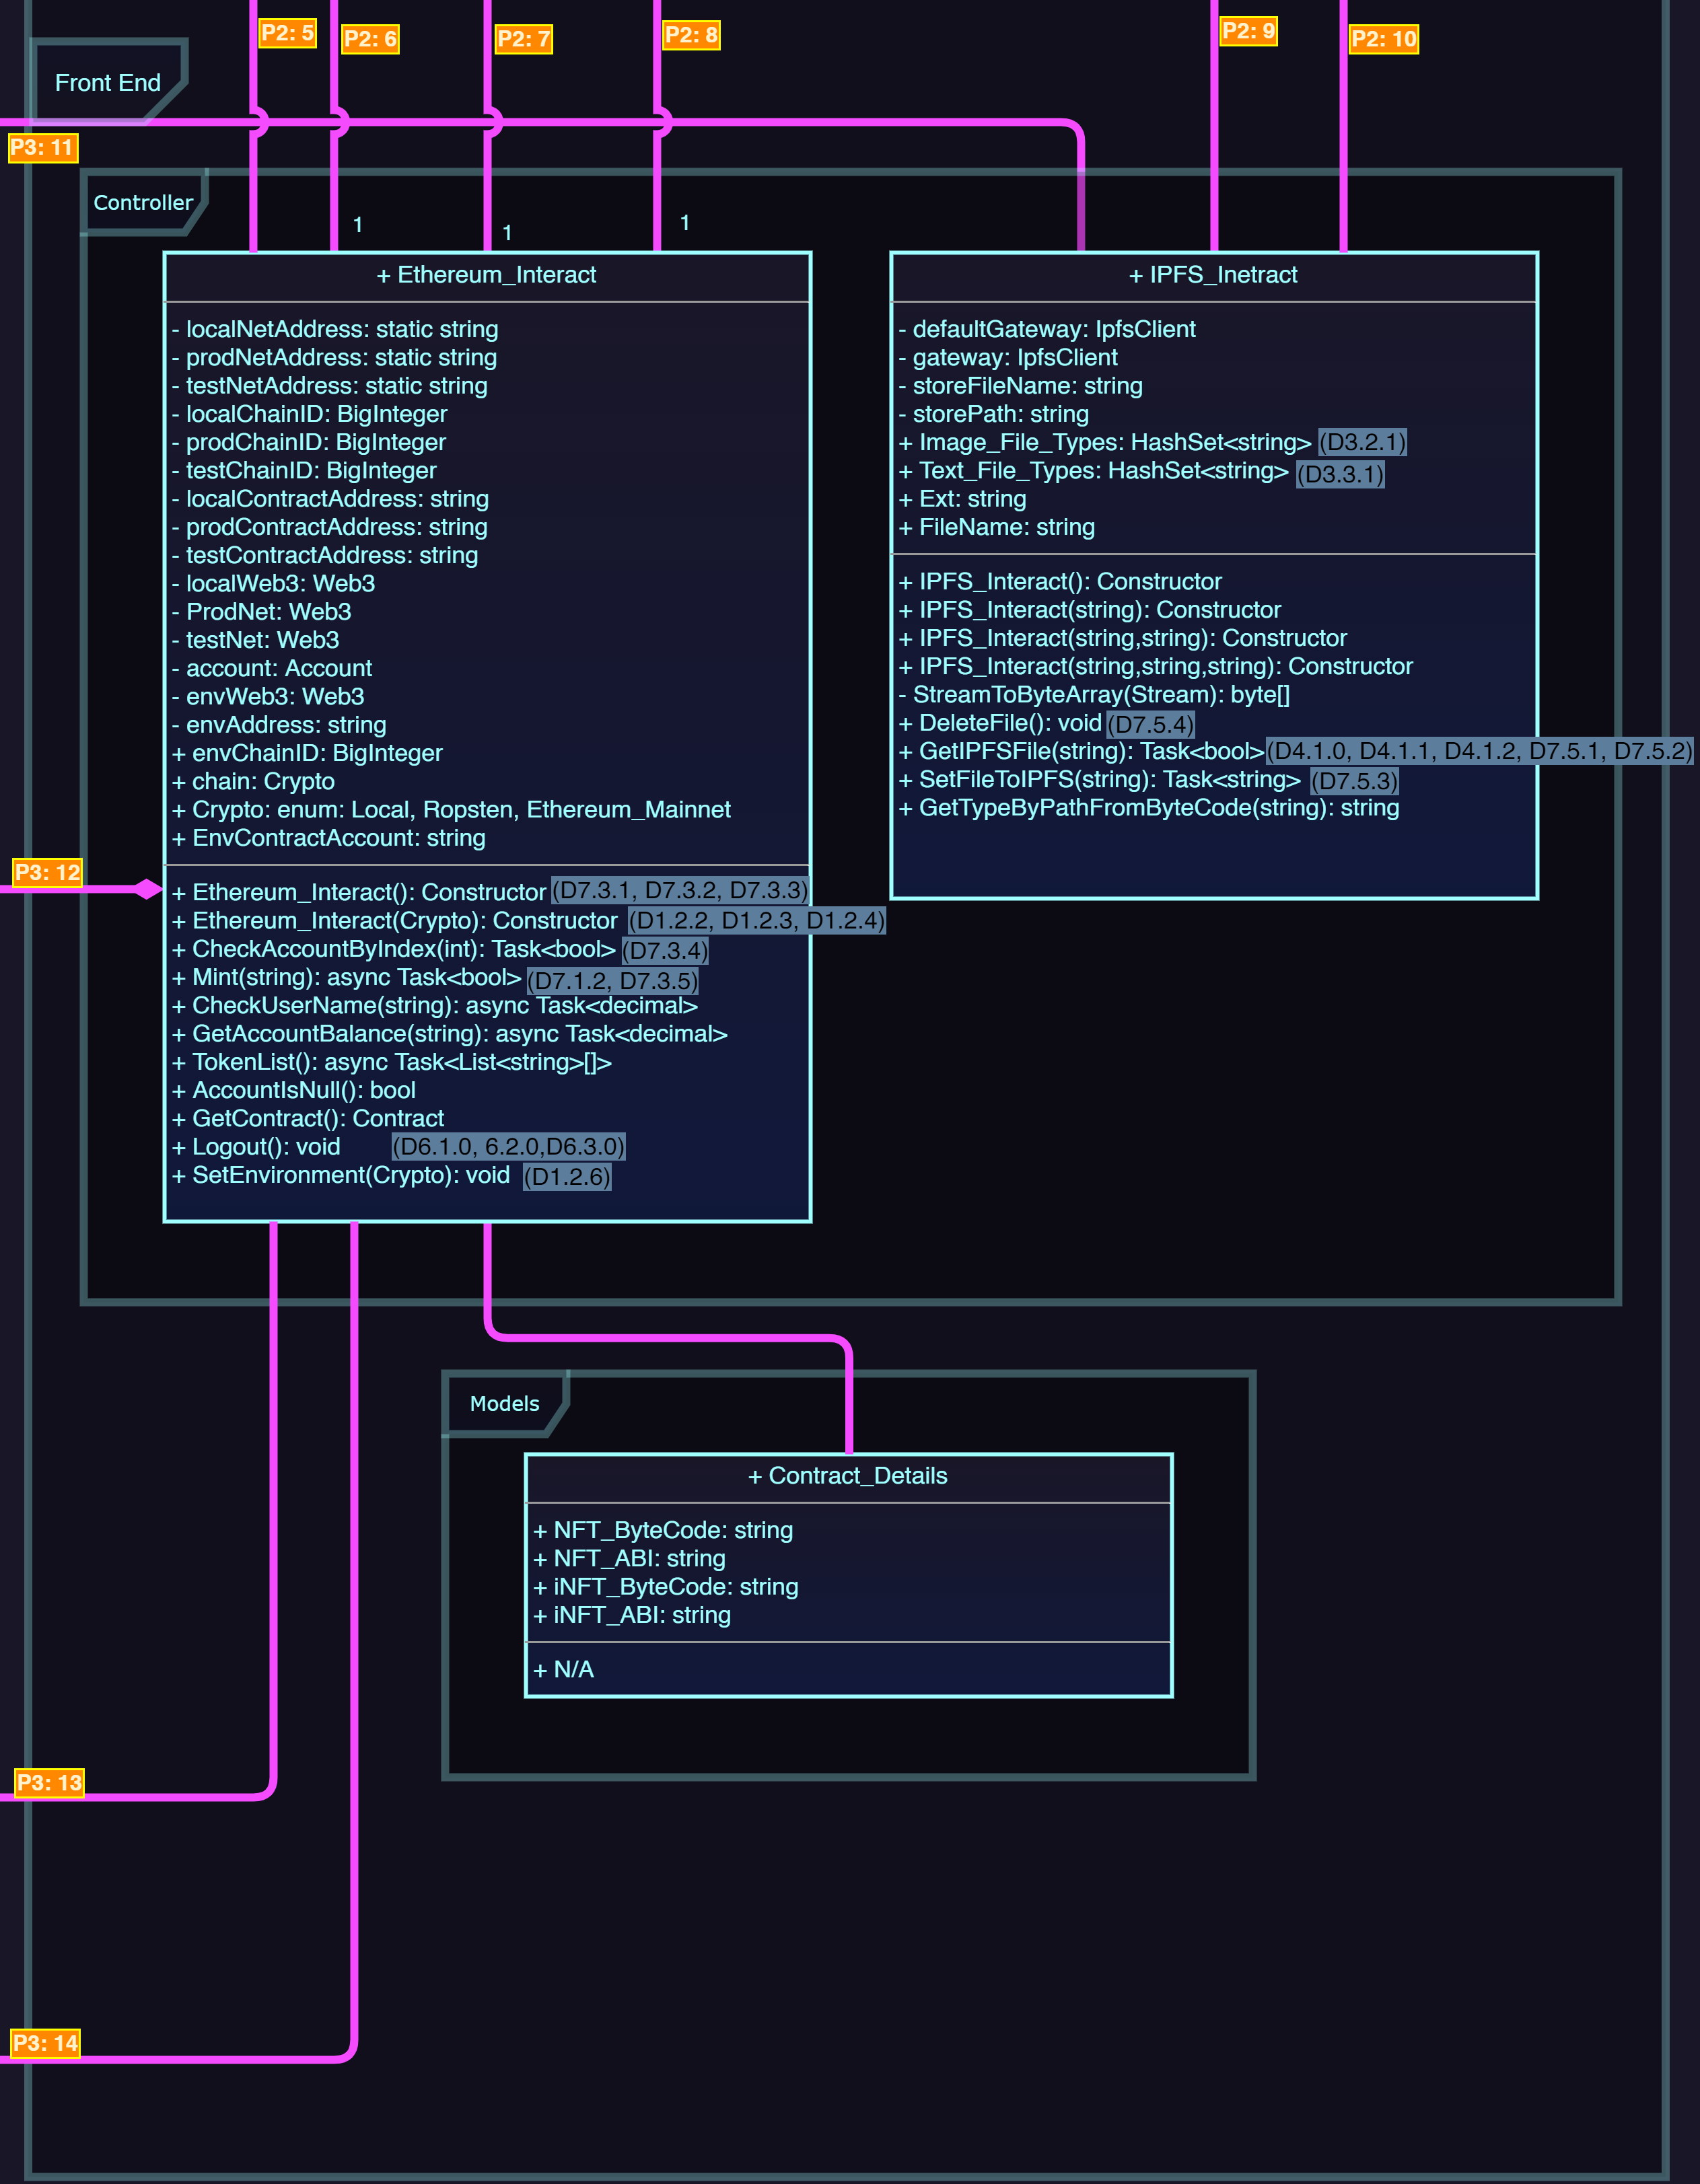 P2: 5
P2: 6
P2: 7
P2: 8
P2: 9
P2: 10
Front End
P3: 11
Controller
1
1
1
+ Ethereum_Interact
- localNetAddress: static string
- prodNetAddress: static string
- testNetAddress: static string
- localChainID: BigInteger
- prodChainID: BigInteger
- testChainID: BigInteger
- localContractAddress: string
- prodContractAddress: string
- testContractAddress: string
- localWeb3: Web3
- ProdNet: Web3
- testNet: Web3
- account: Account
- envWeb3: Web3
- envAddress: string
+ envChainID: BigInteger
+ chain: Crypto
+ Crypto: enum: Local, Ropsten, Ethereum_Mainnet
+ EnvContractAccount: string
P3: 12
+ Ethereum_Interact(): Constructor (D7.3.1, D7.3.2, D7.3.3)
+ Ethereum_Interact(Crypto): Constructor (D1.2.2, D1.2.3, D1.2.4)
+ CheckAccountByIndex(int): Task<bool> (D7.3.4)
+ Mint(string): async Task<bool> (D7.1.2, D7.3.5)
+ CheckUserName(string): async Task<decimal>
+ GetAccountBalance(string): async Task<decimal>
+ TokenList(): async Task<List<string>[]>
+ AccountIsNull(): bool
+ GetContract(): Contract
+ Logout(): void (D6.1.0, 6.2.0,D6.3.0)
+ SetEnvironment(Crypto): void (D1.2.6)
+ IPFS_Inetract
- defaultGateway: IpfsClient
- gateway: IpfsClient
- storeFileName: string
- storePath: string
+ Image_File_Types: HashSet<string> (D3.2.1)
+ Text_File_Types: HashSet<string> (D3.3.1)
+ Ext: string
+ FileName: string
+ IPFS_Interact(): Constructor
+ IPFS_Interact(string): Constructor
+ IPFS_Interact(string,string): Constructor
+ IPFS_Interact(string,string,string): Constructor
- StreamToByteArray(Stream): byte[]
+ DeleteFile(): void (D7.5.4)
+ GetIPFSFile(string): Task<bool> (D4.1.0, D4.1.1, D4.1.2, D7.5.1, D7.5.2)
+ SetFileToIPFS(string): Task<string> (D7.5.3)
+ GetTypeByPathFromByteCode(string): string
Models
+ Contract_Details
+ NFT_ByteCode: string
+ NFT_ABI: string
+ iNFT_ByteCode: string
+ iNFT_ABI: string
+ N/A
P3: 13
P3: 14